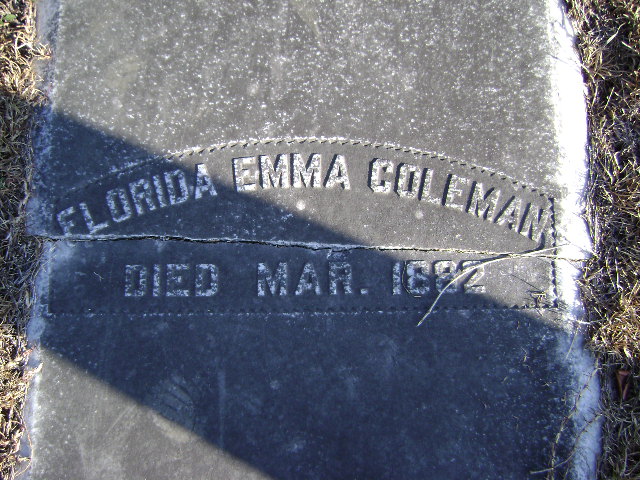 FLORIDA EMMA COLEMAN
DIED MAR. 1882